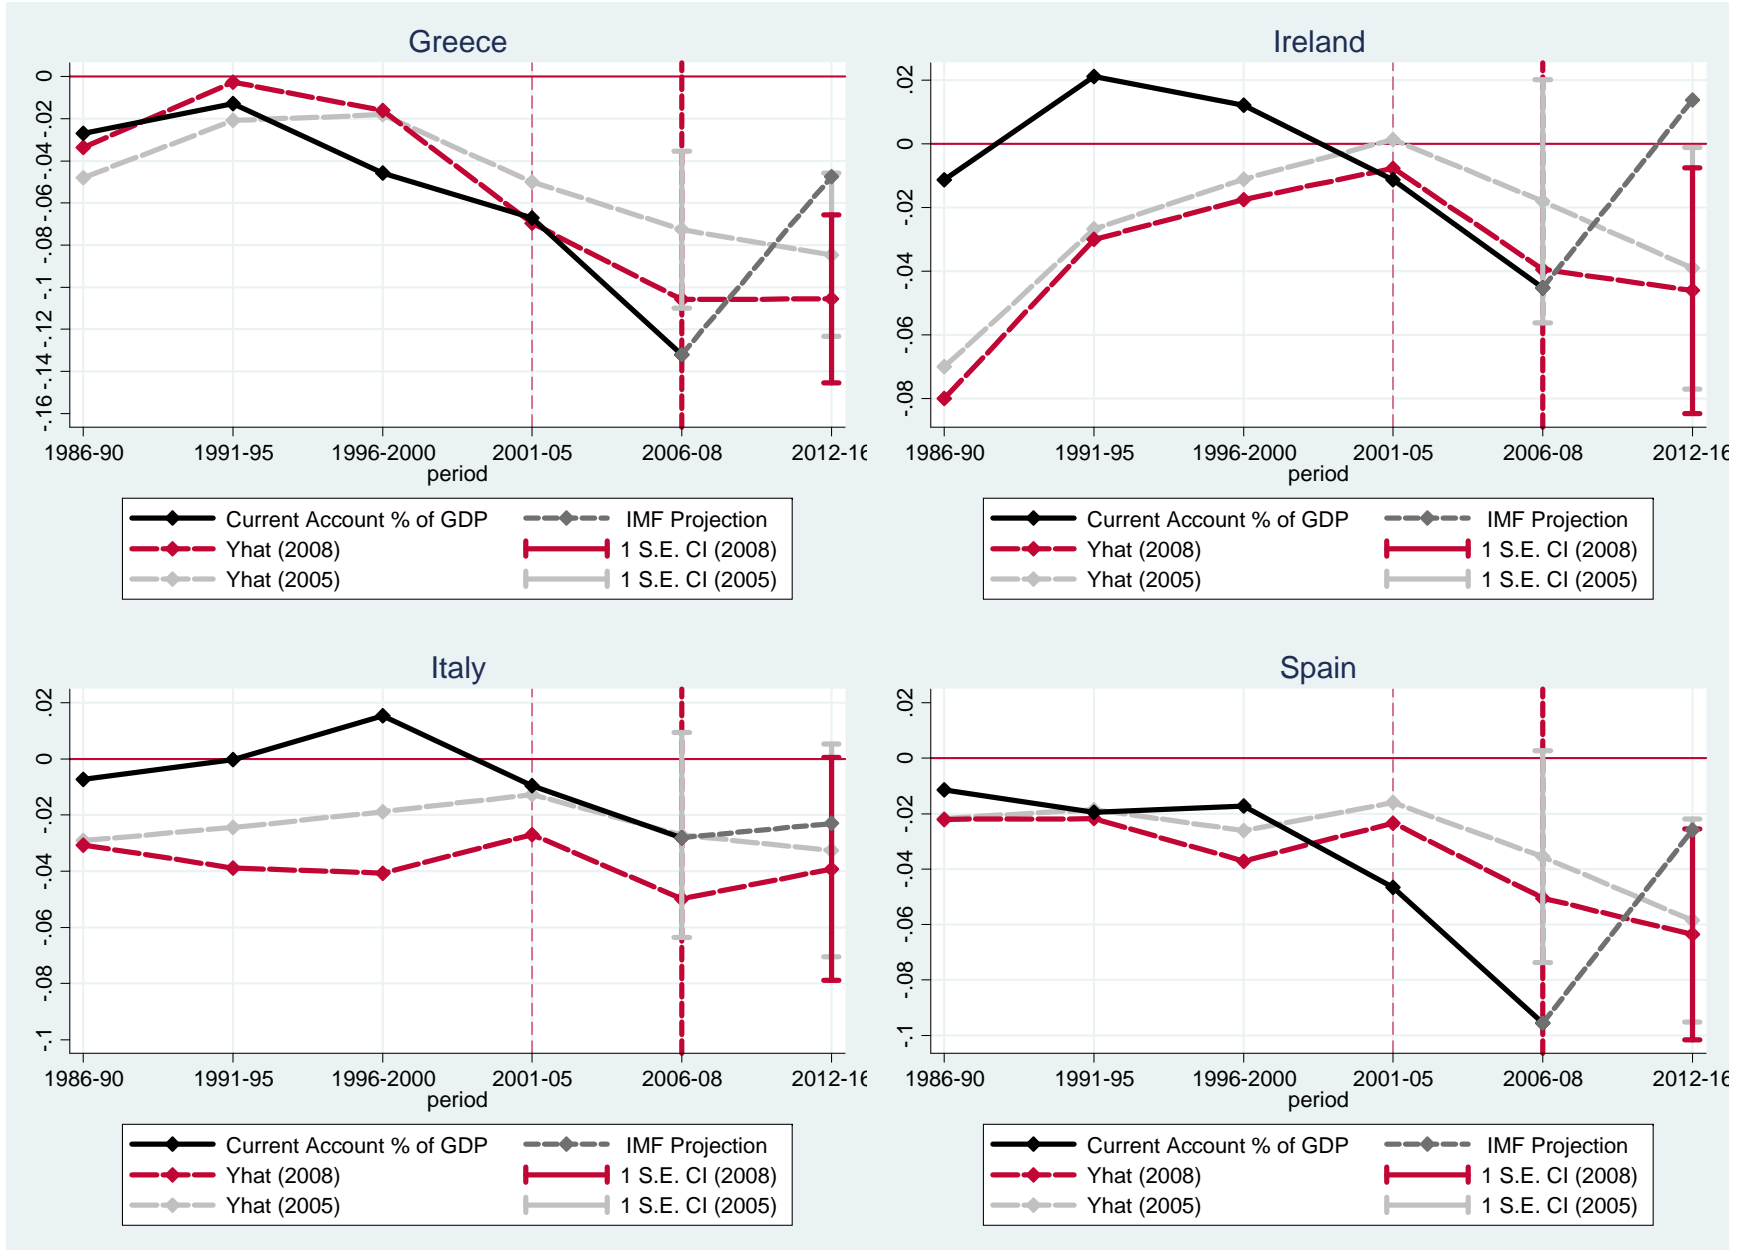 Greece
0
-.02
-.04
-.06
-.08
-.1
-.12
-.14
-.16
1986-90 1991-95 1996-2000 2001-05 2006-08 2012-16
period
Current Account % of GDP IMF Projection
Yhat (2008) 1 S.E. CI (2008)
Yhat (2005) 1 S.E. CI (2005)
Ireland
.02
0
-.02
-.04
-.06
-.08
1986-90 1991-95 1996-2000 2001-05 2006-08 2012-16
period
Current Account % of GDP IMF Projection
Yhat (2008) 1 S.E. CI (2008)
Yhat (2005) 1 S.E. CI (2005)
Italy
.02
0
-.02
-.04
-.06
-.08
-.1
1986-90 1991-95 1996-2000 2001-05 2006-08 2012-16
period
Current Account % of GDP IMF Projection
Yhat (2008) 1 S.E. CI (2008)
Yhat (2005) 1 S.E. CI (2005)
Spain
.02
0
-.02
-.04
-.06
-.08
-.1
1986-90 1991-95 1996-2000 2001-05 2006-08 2012-16
period
Current Account % of GDP IMF Projection
Yhat (2008) 1 S.E. CI (2008)
Yhat (2005) 1 S.E. CI (2005)